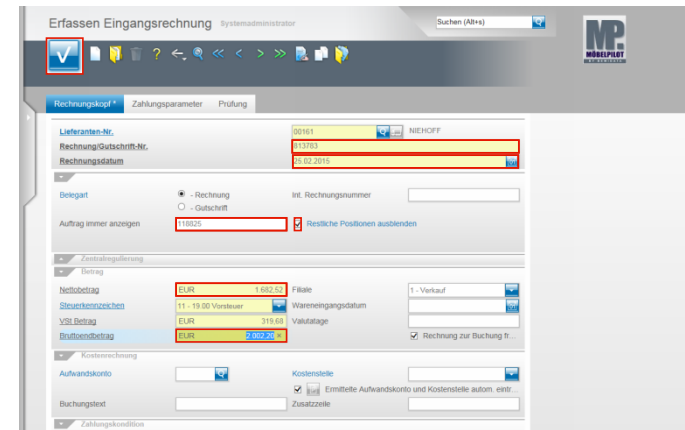 Erfassen Eingangsrechnung Systemadministrator Suchen (Alt+s)
MP.
MÖBELPILOT
?
Rechnungskopf * Zahlungsparameter Prüfung
Lieferanten-Nr. 00161 NIEHOFF
Rechnung/Gutschrift-Nr. 813783
Rechnungsdatum 25.02.2015
Belegart - Rechnung Int. Rechnungsnummer
- Gutschrift
Auftrag immer anzeigen 118825 Restliche Positionen ausblenden
Zentralregulierung
Betrag
Nettobetrag EUR 1.682,52 Filiale 1 - Verkauf
Steuerkennzeichen 11 - 19.00 Vorsteuer Wareneingangsdatum
VSt Betrag EUR 319,68 Valutatage
Bruttoendbetrag EUR 2.002,20 × Rechnung zur Buchung fr...
Kostenrechnung
Aufwandskonto Kostenstelle
Ermittelte Aufwandskonto und Kostenstelle autom. eintr...
Buchungstext Zusatzzeile
Zahlungskondition